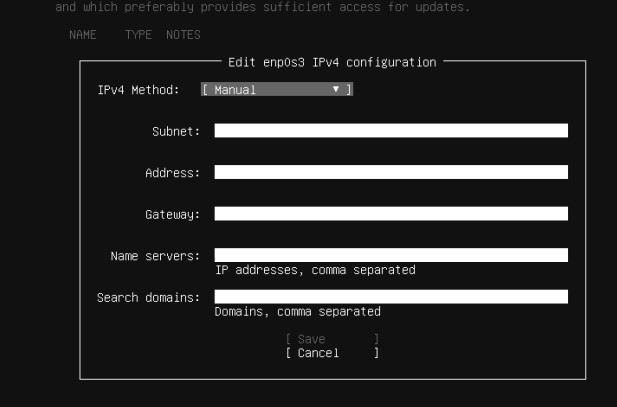 and which preferably provides sufficient access for updates.
NAME TYPE NOTES
Edit enp0s3 IPv4 configuration
IPv4 Method: [ Manual ▼ ]
Subnet:
Address:
Gateway:
Name servers:
IP addresses, comma separated
Search domains:
Domains, comma separated
[ Save ]
[ Cancel ]